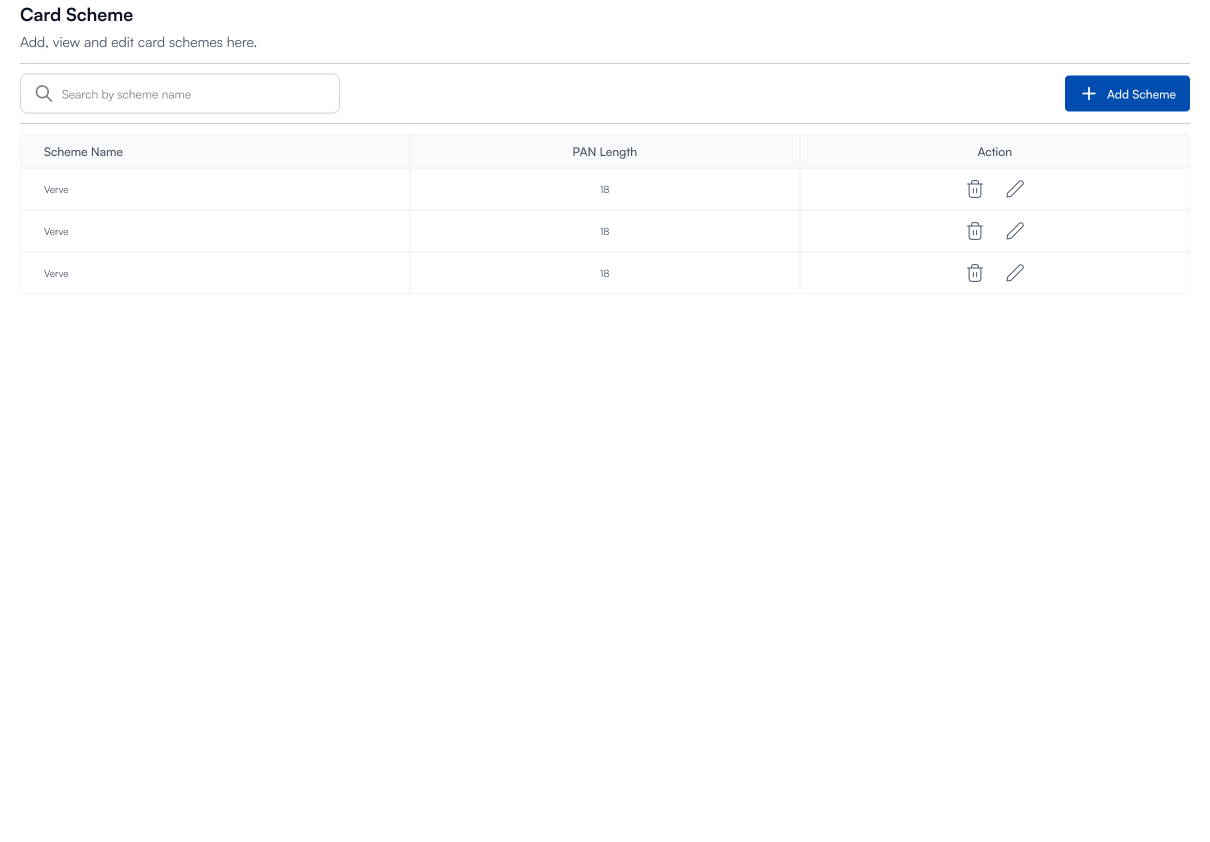 Card Scheme
Add, view and edit card schemes here.
Search by scheme name
Add Scheme
Scheme Name PAN Length Action
Verve 18
Verve 18
Verve 18